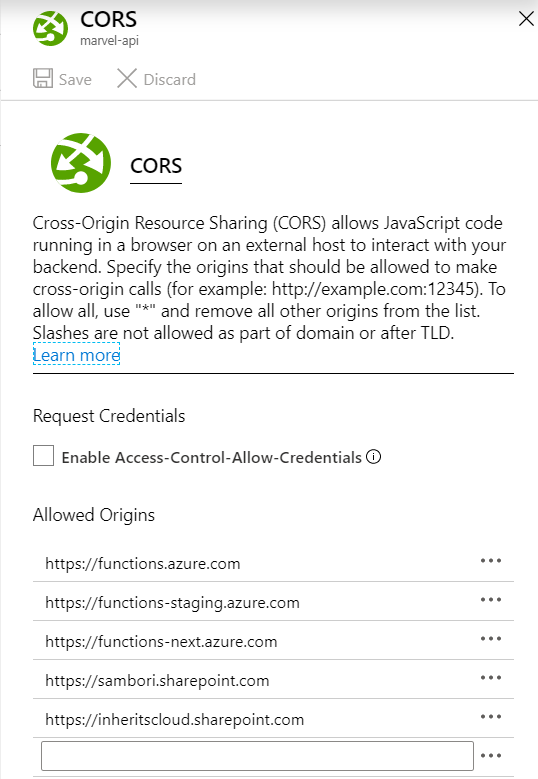 CORS
marvel-api
Save Discard
CORS
Cross-Origin Resource Sharing (CORS) allows JavaScript code
running in a browser on an external host to interact with your
backend. Specify the origins that should be allowed to make
cross-origin calls (for example: http://example.com:12345). To
allow all, use "*" and remove all other origins from the list.
Slashes are not allowed as part of domain or after TLD.
Learn more
Request Credentials
Enable Access-Control-Allow-Credentials
Allowed Origins
https://functions.azure.com
https://functions-staging.azure.com
https://functions-next.azure.com
https://sambori.sharepoint.com
https://inheritscloud.sharepoint.com